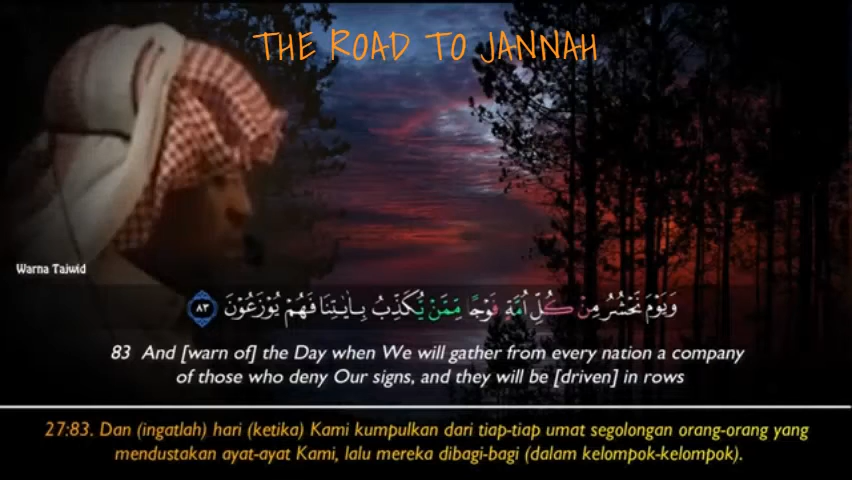 THE ROAD TO JANNAH
Warna Tajwid
وَيَوْمَ نَحْشُرُ مِنْ كُلِّ اُمَّةٍ فَوْجًا مِّمَّنْ يُّكَذِّبُ بِاٰيٰتِنَا فَهُمْ يُوْزَعُوْنَ ٨٣
83 And [warn of] the Day when We will gather from every nation a company
of those who deny Our signs, and they will be [driven] in rows
27:83. Dan (ingatlah) hari (ketika) Kami kumpulkan dari tiap-tiap umat segolongan orang-orang yang
mendustakan ayat-ayat Kami, lalu mereka dibagi-bagi (dalam kelompok-kelompok).